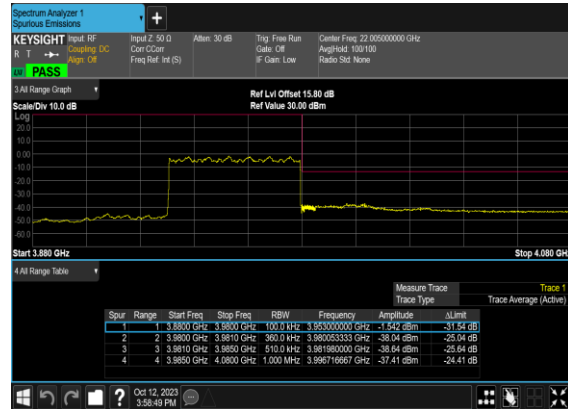 Spectrum Analyzer 1
Spurious Emissions
+
KEYSIGHT Input: RF Input Z: 50 Ω Atten: 30 dB Trig: Free Run Center Freq: 22.005000000 GHz
R T Coupling: DC Corr CCorr Gate: Off Avg|Hold: 100/100
Align: Off Freq Ref: Int (S) IF Gain: Low Radio Std: None
LW PASS
3 All Range Graph
Ref Lvl Offset 15.80 dB
Scale/Div 10.0 dB Ref Value 30.00 dBm
Log
20.0
10.0
0.00
-10.0
-20.0
-30.0
-40.0
-50.0
-60.0
Start 3.880 GHz Stop 4.080 GHz
4 All Range Table
Measure Trace Trace 1
Trace Type Trace Average (Active)
Spur Range Start Freq Stop Freq RBW Frequency Amplitude ΔLimit
1 1 3.8800 GHz 3.9800 GHz 100.0 kHz 3.953000000 GHz -1.542 dBm -31.54 dB
2 2 3.9800 GHz 3.9810 GHz 360.0 kHz 3.980053333 GHz -38.04 dBm -25.04 dB
3 3 3.9810 GHz 3.9850 GHz 510.0 kHz 3.981980000 GHz -38.64 dBm -25.64 dB
4 4 3.9850 GHz 4.0800 GHz 1.000 MHz 3.996716667 GHz -37.41 dBm -24.41 dB
? Oct 12, 2023
3:58:49 PM